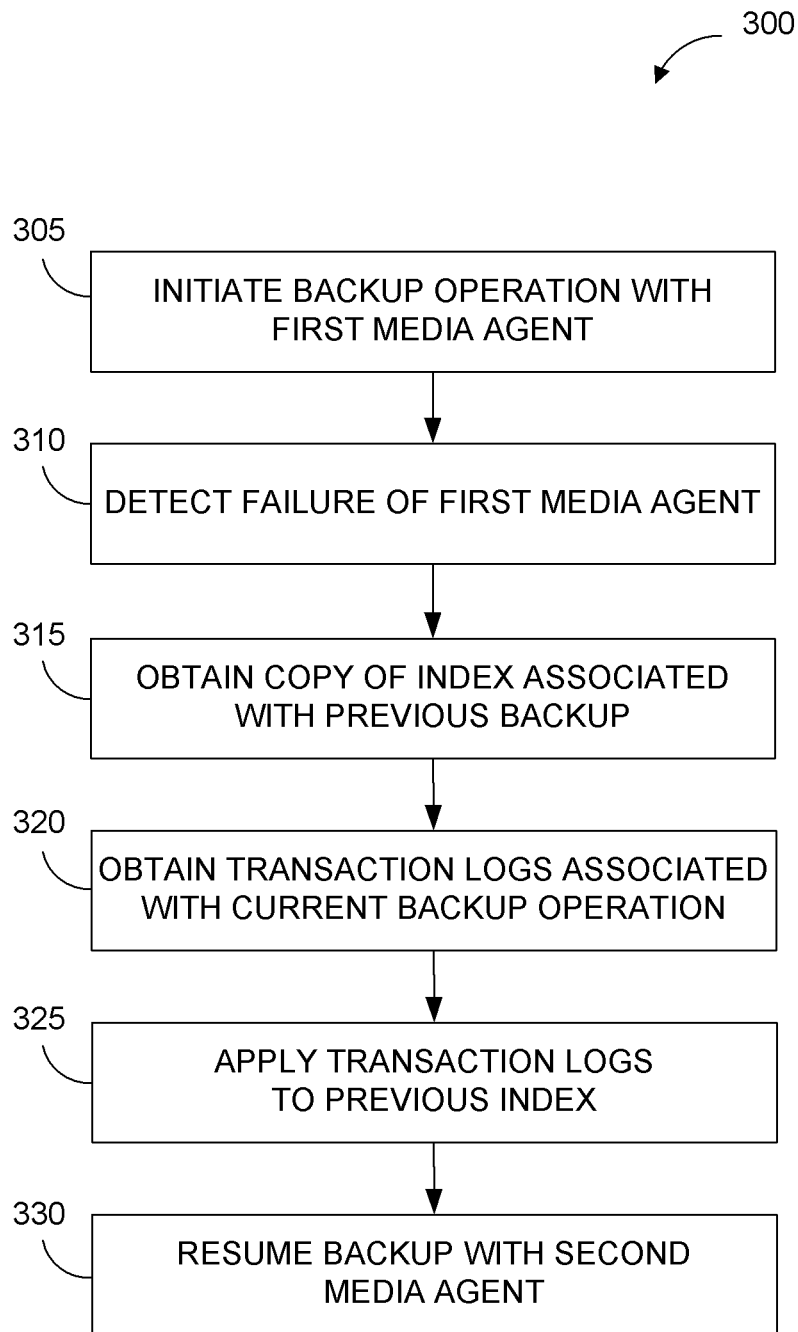 300
305
INITIATE BACKUP OPERATION WITH
FIRST MEDIA AGENT
310
DETECT FAILURE OF FIRST MEDIA AGENT
315
OBTAIN COPY OF INDEX ASSOCIATED
WITH PREVIOUS BACKUP
320
OBTAIN TRANSACTION LOGS ASSOCIATED
WITH CURRENT BACKUP OPERATION
325
APPLY TRANSACTION LOGS
TO PREVIOUS INDEX
330
RESUME BACKUP WITH SECOND
MEDIA AGENT